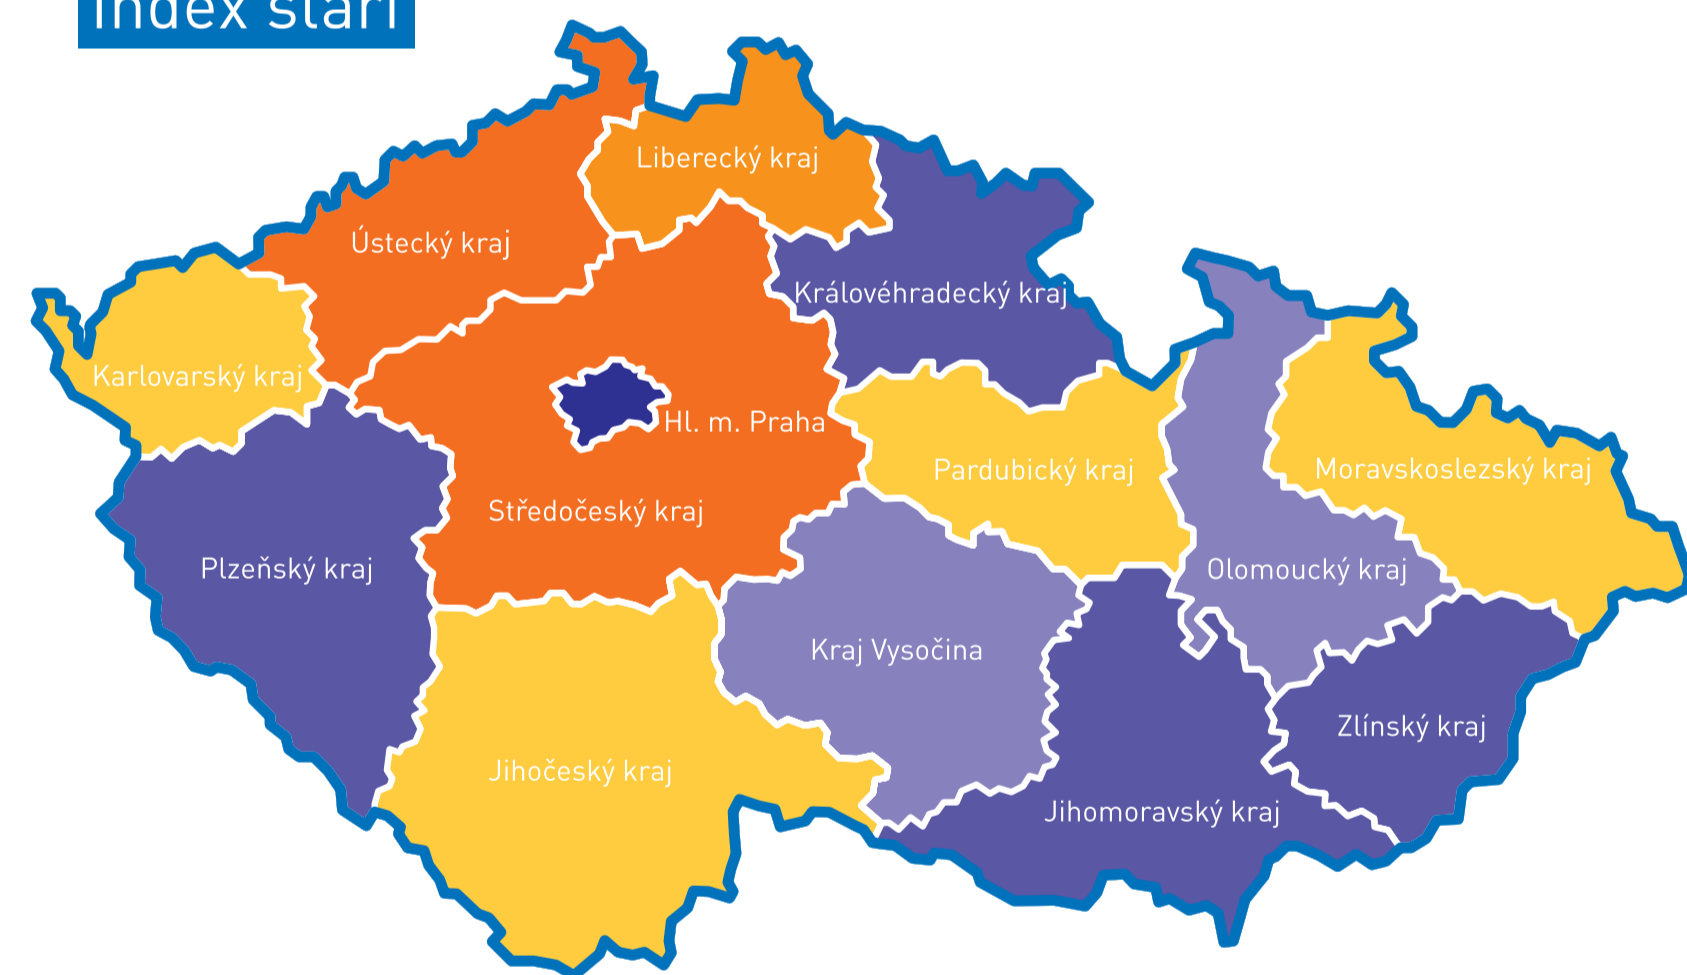 Index stáří
Liberecký kraj
Ústecký kraj
Královéhradecký kraj
Karlovarský kraj
Hl. m. Praha
Pardubický kraj
Moravskoslezský kraj
Středočeský kraj
Plzeňský kraj
Olomoucký kraj
Kraj Vysočina
Zlínský kraj
Jihočeský kraj
Jihomoravský kraj